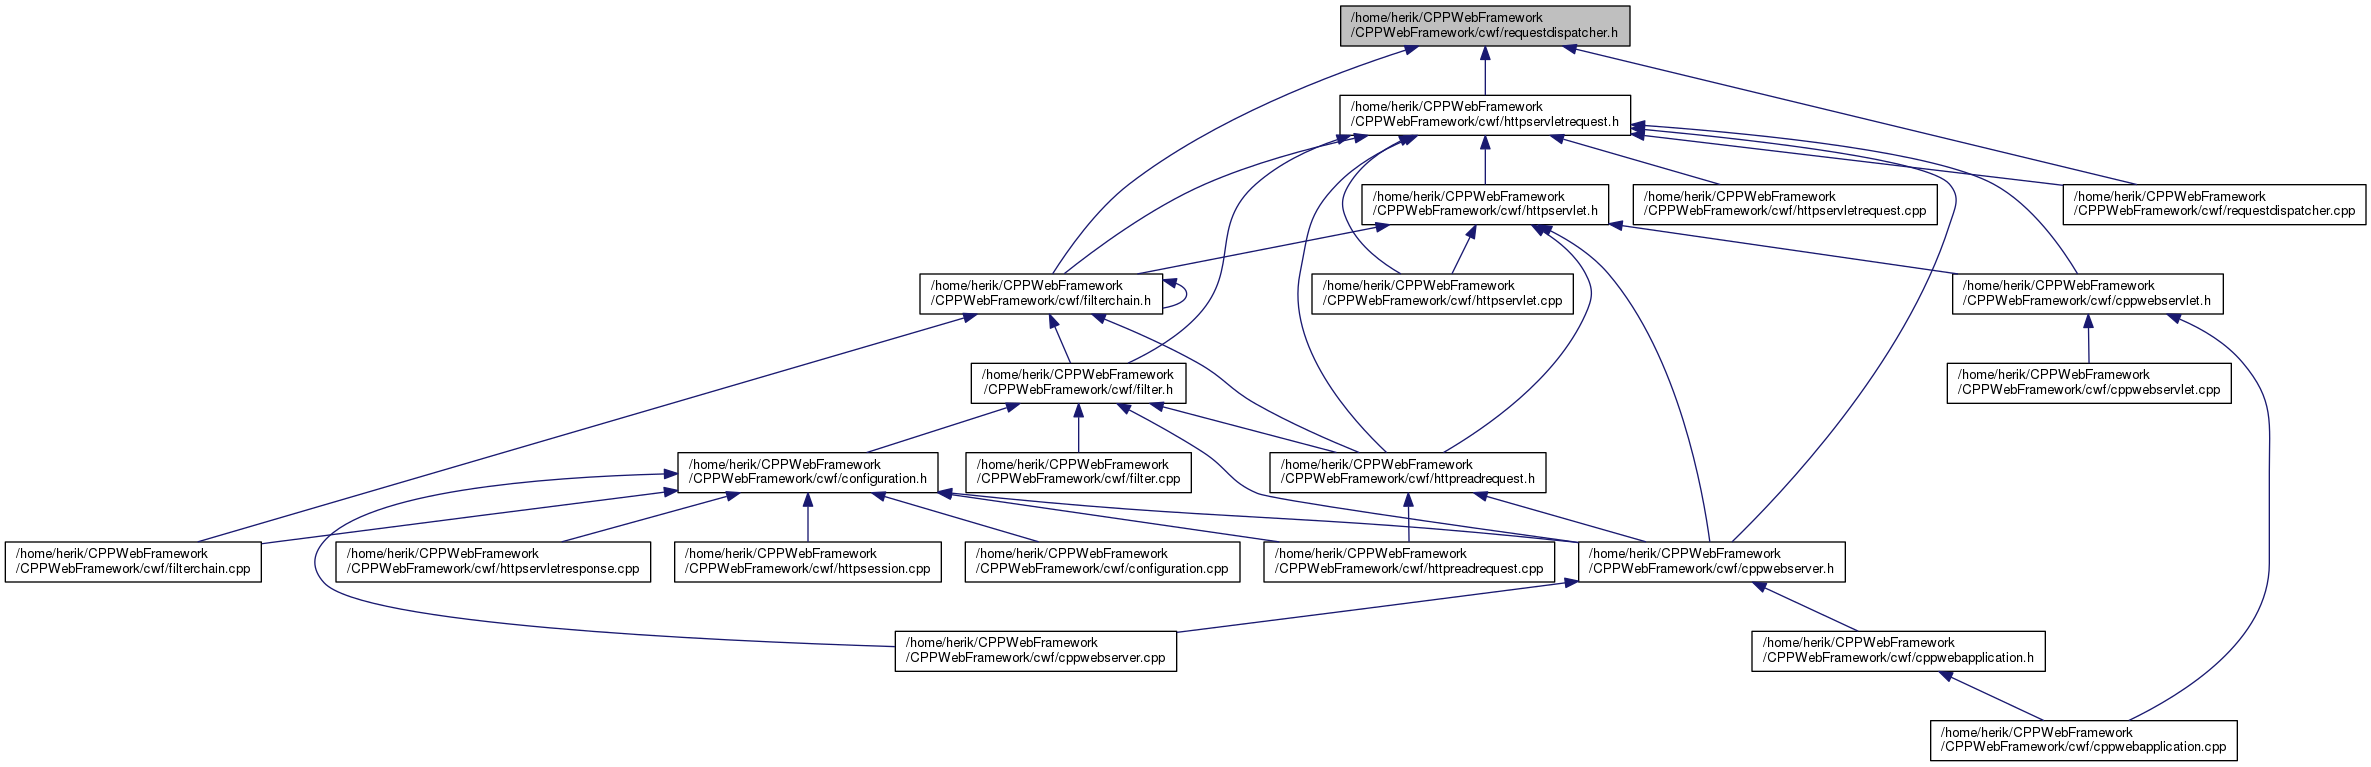 /home/herik/CPPWebFramework
/CPPWebFramework/cwf/requestdispatcher.h
/home/herik/CPPWebFramework
/CPPWebFramework/cwf/httpservletrequest.h
/home/herik/CPPWebFramework
/CPPWebFramework/cwf/httpservlet.h
/home/herik/CPPWebFramework
/CPPWebFramework/cwf/httpservletrequest.cpp
/home/herik/CPPWebFramework
/CPPWebFramework/cwf/requestdispatcher.cpp
/home/herik/CPPWebFramework
/CPPWebFramework/cwf/filterchain.h
/home/herik/CPPWebFramework
/CPPWebFramework/cwf/httpservlet.cpp
/home/herik/CPPWebFramework
/CPPWebFramework/cwf/cppwebservlet.h
/home/herik/CPPWebFramework
/CPPWebFramework/cwf/filter.h
/home/herik/CPPWebFramework
/CPPWebFramework/cwf/cppwebservlet.cpp
/home/herik/CPPWebFramework
/CPPWebFramework/cwf/configuration.h
/home/herik/CPPWebFramework
/CPPWebFramework/cwf/filter.cpp
/home/herik/CPPWebFramework
/CPPWebFramework/cwf/httpreadrequest.h
/home/herik/CPPWebFramework
/CPPWebFramework/cwf/filterchain.cpp
/home/herik/CPPWebFramework
/CPPWebFramework/cwf/httpservletresponse.cpp
/home/herik/CPPWebFramework
/CPPWebFramework/cwf/httpsession.cpp
/home/herik/CPPWebFramework
/CPPWebFramework/cwf/configuration.cpp
/home/herik/CPPWebFramework
/CPPWebFramework/cwf/httpreadrequest.cpp
/home/herik/CPPWebFramework
/CPPWebFramework/cwf/cppwebserver.h
/home/herik/CPPWebFramework
/CPPWebFramework/cwf/cppwebserver.cpp
/home/herik/CPPWebFramework
/CPPWebFramework/cwf/cppwebapplication.h
/home/herik/CPPWebFramework
/CPPWebFramework/cwf/cppwebapplication.cpp